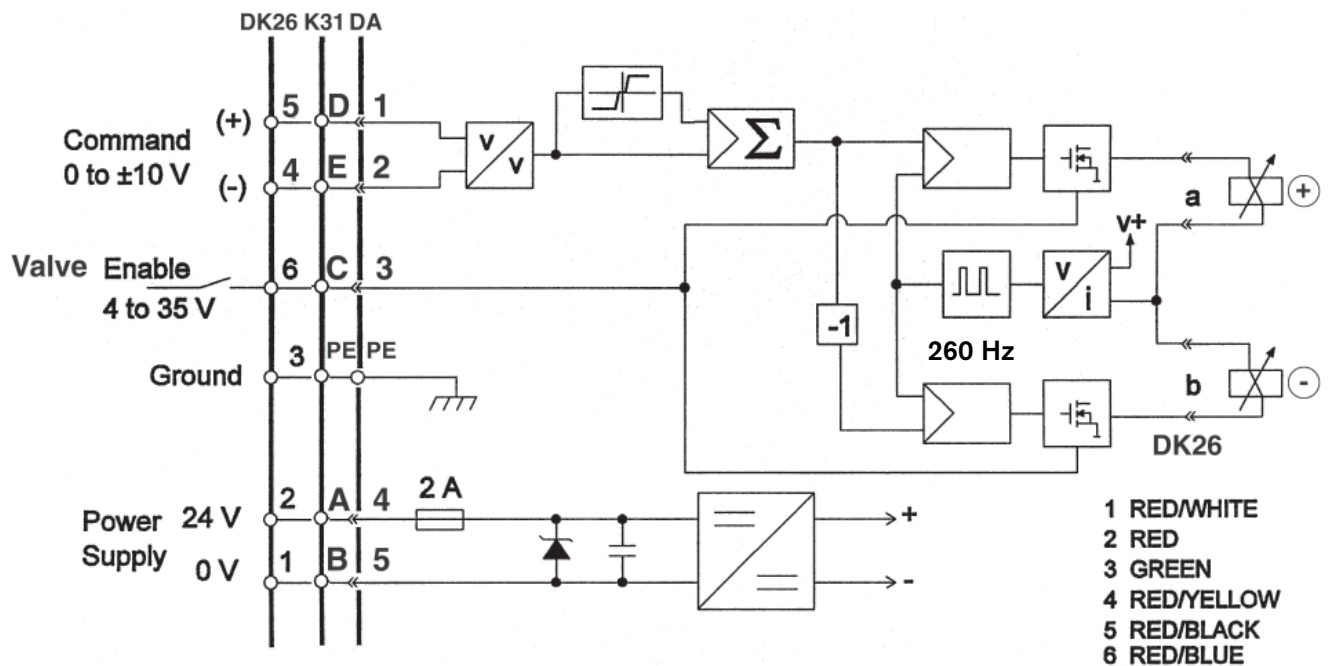 DK26 K31 DA
(+) 5 D 1
Command
0 to ±10 V
(-) 4 E 2
V
V
Σ
a
+
V+
Valve Enable
4 to 35 V
6 C 3
V
i
-1
260 Hz
3 PE PE
Ground
b
-
DK26
2 A
Power
Supply
24 V 2 A 4
+
0 V 1 B 5
-
1 RED/WHITE
2 RED
3 GREEN
4 RED/YELLOW
5 RED/BLACK
6 RED/BLUE